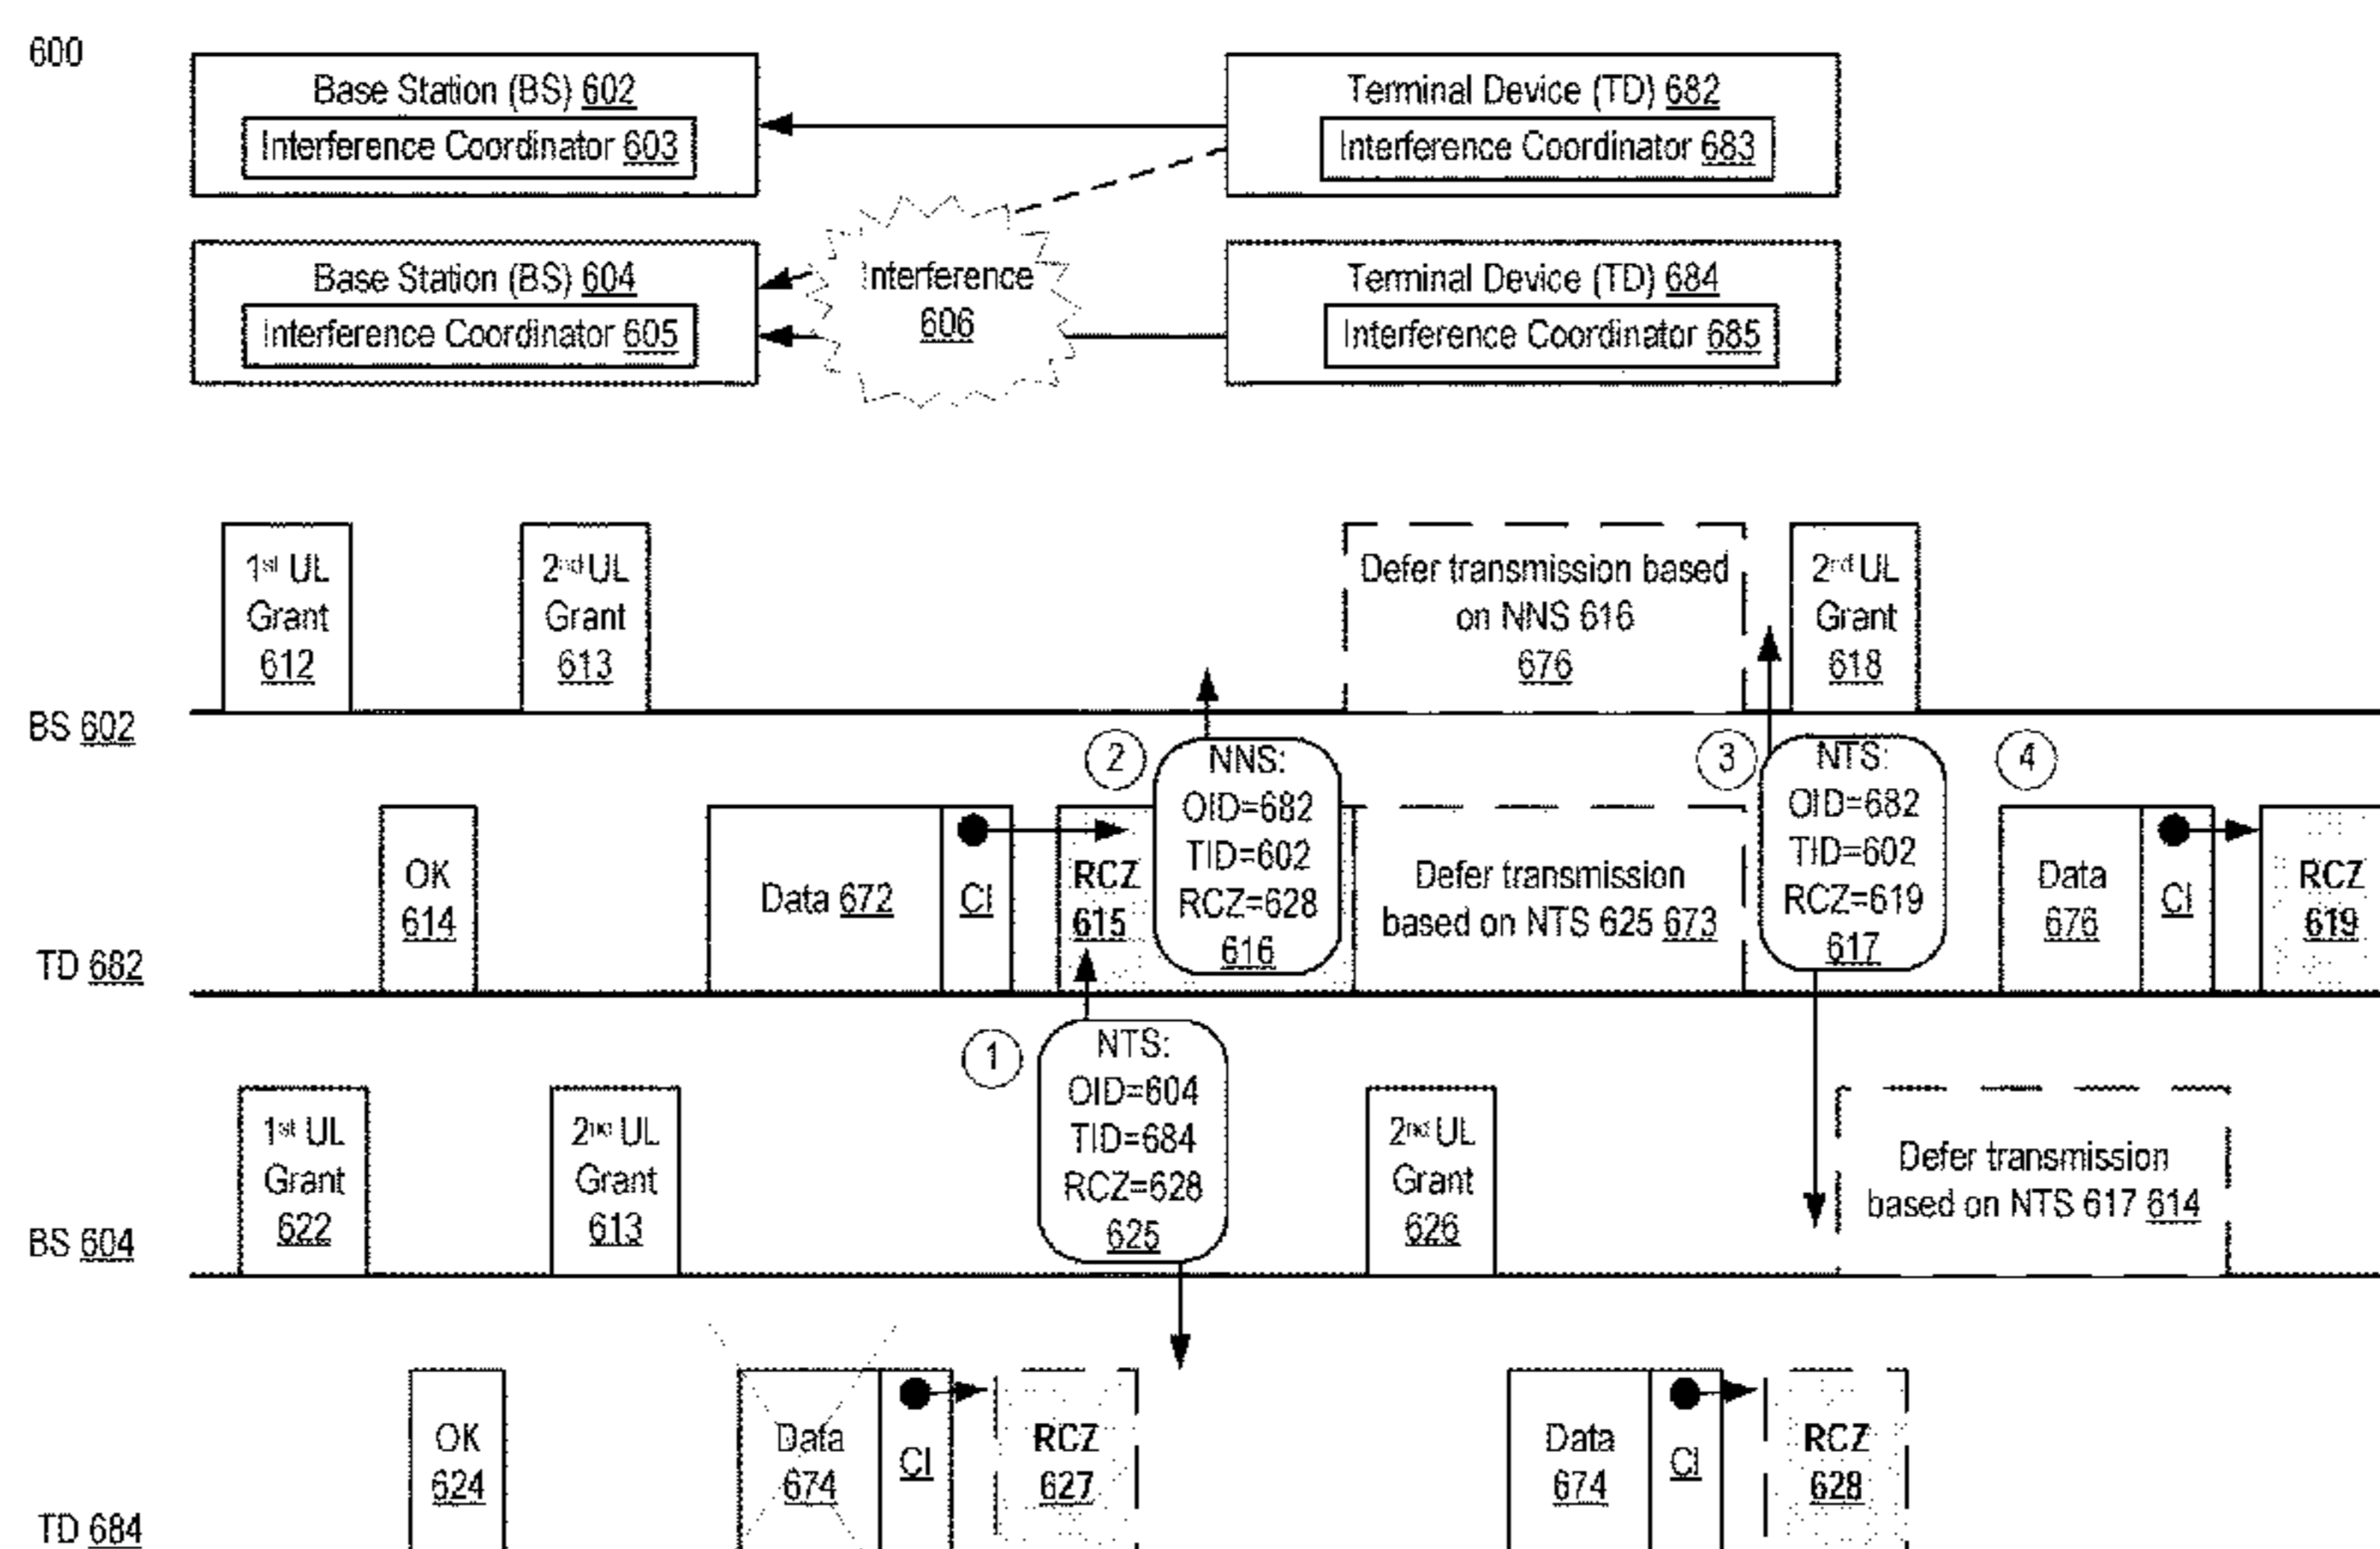 600
Base Station (BS) 602
Interference Coordinator 603
Terminal Device (TD) 682
Interference Coordinator 683
Base Station (BS) 604
Interference Coordinator 605
Interference
606
Terminal Device (TD) 684
Interference Coordinator 685
BS 602
1st UL
Grant
612
2nd UL
Grant
613
Defer transmission based
on NNS 616
676
2nd UL
Grant
618
TD 682
OK
614
Data 672
CI
RCZ
615
2
NNS:
OID=682
TID=602
RCZ=628
616
Defer transmission
based on NTS 625 673
3
NTS:
OID=682
TID=602
RCZ=619
617
4
Data
676
CI
RCZ
619
BS 604
1st UL
Grant
622
2nd UL
Grant
613
1
NTS:
OID=604
TID=684
RCZ=628
625
2nd UL
Grant
626
Defer transmission
based on NTS 617 614
TD 684
OK
624
Data
674
CI
RCZ
627
Data
674
CI
RCZ
628